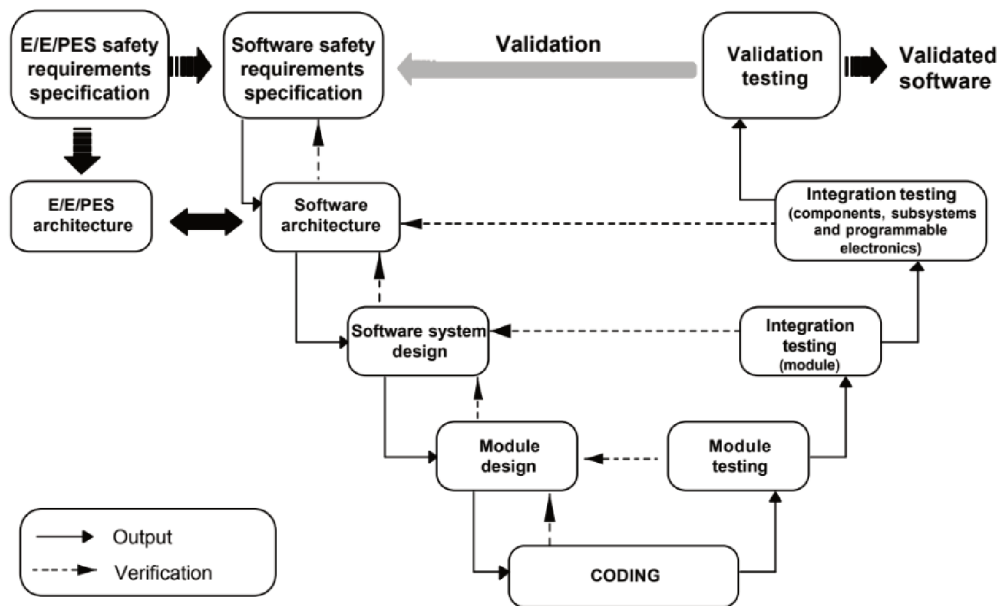 E/E/PES safety
requirements
specification
Software safety
requirements
specification
Validation
Validation
testing
Validated
software
E/E/PES
architecture
Software
architecture
Integration testing
(components, subsystems
and programmable
electronics)
Software system
design
Integration
testing
(module)
Module
design
Module
testing
CODING
Output
Verification